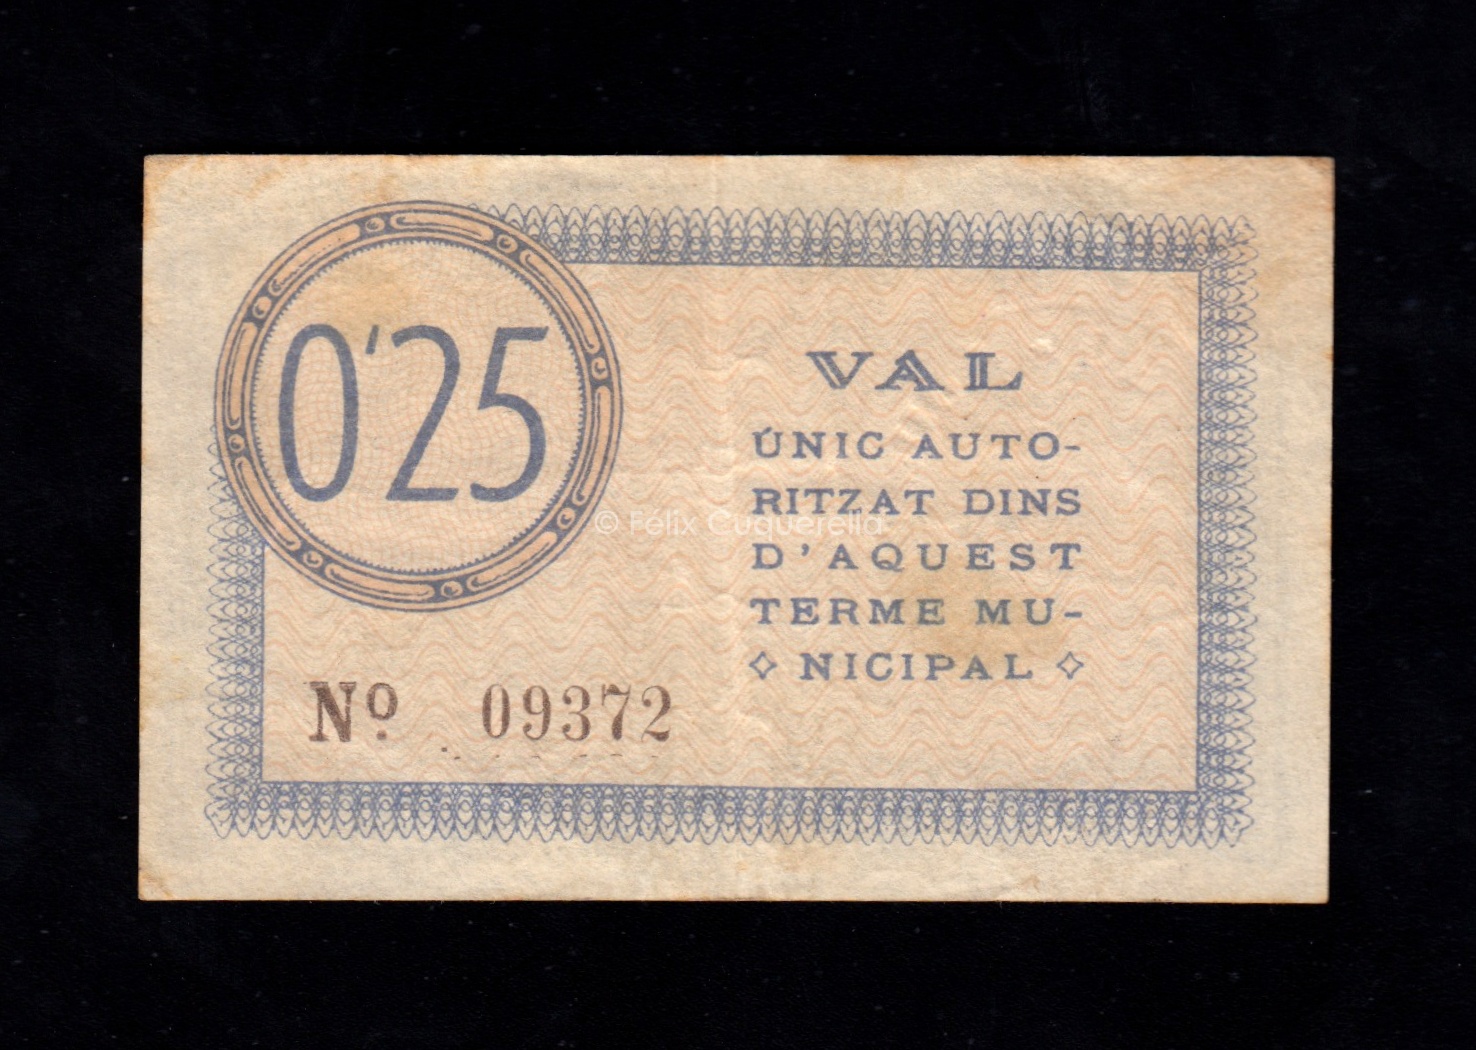 0'25
VAL
ÚNIC AUTO-
RITZAT DINS
D'AQUEST
TERME MU-
NICIPAL
Nº 09372
© Fèlix Cuquerella